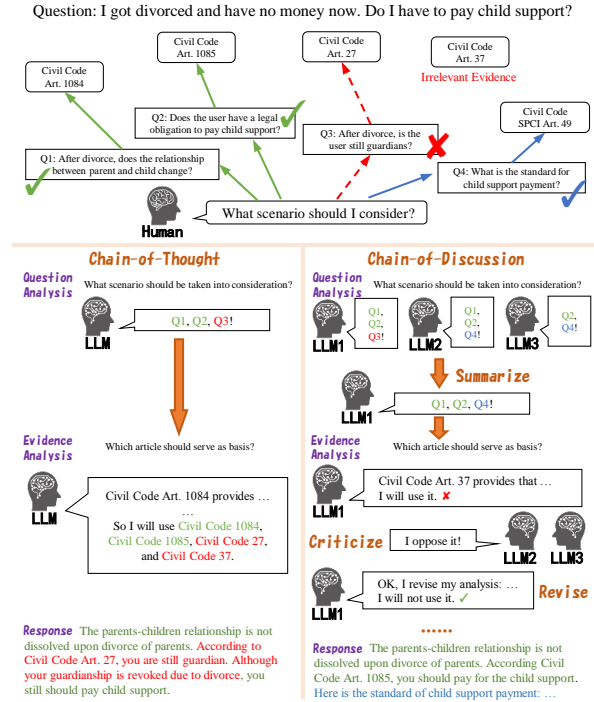 Question: I got divorced and have no money now. Do I have to pay child support?
Civil Code
Art. 1084
Civil Code
Art. 1085
Civil Code
Art. 27
Civil Code
Art. 37
Irrelevant Evidence
Civil Code
SPCI Art. 49
Q2: Does the user have a legal
obligation to pay child support?
Q3: After divorce, is the
user still guardians?
Q1: After divorce, does the relationship
between parent and child change?
Q4: What is the standard for
child support payment?
Human
What scenario should I consider?
Chain-of-Thought
Question
Analysis
What scenario should be taken into consideration?
LLM
Q1, Q2, Q3!
Evidence
Analysis
Which article should serve as basis?
LLM
Civil Code Art. 1084 provides …
…
So I will use Civil Code 1084,
Civil Code 1085, Civil Code 27,
and Civil Code 37.
Response The parents-children relationship is not
dissolved upon divorce of parents. According to
Civil Code Art. 27, you are still guardian. Although
your guardianship is revoked due to divorce, you
still should pay child support.
Chain-of-Discussion
Question
Analysis
What scenario should be taken into consideration?
LLM1
Q1,
Q2,
Q3!
LLM2
Q1,
Q2,
Q4!
LLM3
Q2,
Q4!
Summarize
LLM1
Q1, Q2, Q4!
Evidence
Analysis
Which article should serve as basis?
LLM1
Civil Code Art. 37 provides that …
I will use it. ✘
Criticize
I oppose it!
LLM2
LLM3
LLM1
OK, I revise my analysis: …
I will not use it. ✓
Revise
……
Response The parents-children relationship is not
dissolved upon divorce of parents. According Civil
Code Art. 1085, you should pay for the child support.
Here is the standard of child support payment: …